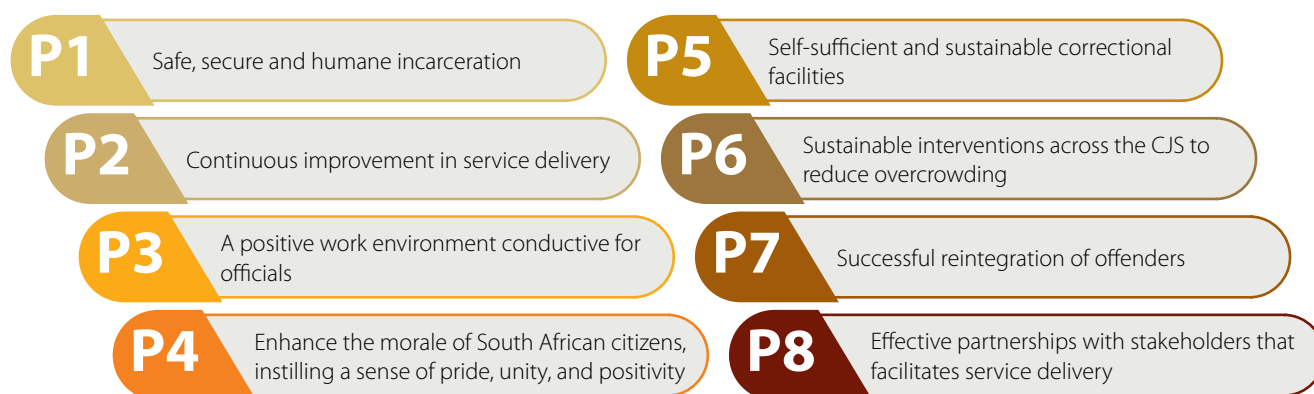 P1
Safe, secure and humane incarceration
P2
Continuous improvement in service delivery
P3
A positive work environment conductive for
officials
P4
Enhance the morale of South African citizens,
instilling a sense of pride, unity, and positivity
P5
Self-sufficient and sustainable correctional
facilities
P6
Sustainable interventions across the CJS to
reduce overcrowding
P7
Successful reintegration of offenders
P8
Effective partnerships with stakeholders that
facilitates service delivery